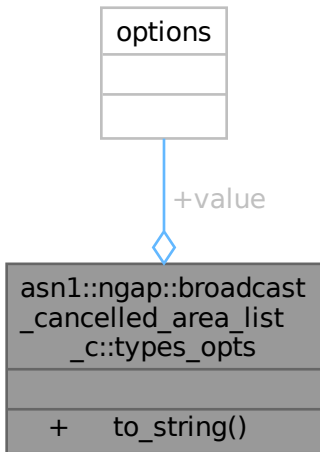 options
+value
asn1::ngap::broadcast
_cancelled_area_list
_c::types_opts
+ to_string()